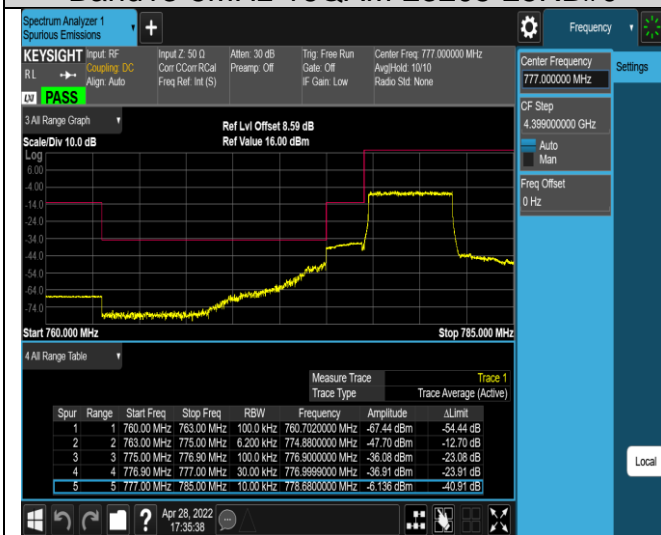 Spectrum Analyzer 1
Spurious Emissions
Frequency
KEYSIGHT
RL
LXI
PASS
Input: RF
Coupling: DC
Align: Auto
Input Z: 50 Ω
Corr CCorr RCal
Freq Ref: Int (S)
Atten: 30 dB
Preamp: Off
Trig: Free Run
Gate: Off
IF Gain: Low
Center Freq: 777.000000 MHz
Avg|Hold: 10/10
Radio Std: None
Center Frequency
777.000000 MHz
Settings
CF Step
4.399000000 GHz
Auto
Man
Freq Offset
0 Hz
Local
3 All Range Graph
Scale/Div 10.0 dB
Ref Lvl Offset 8.59 dB
Ref Value 16.00 dBm
Log
6.00
-4.00
-14.0
-24.0
-34.0
-44.0
-54.0
-64.0
-74.0
Start 760.000 MHz
Stop 785.000 MHz
4 All Range Table
Measure Trace Trace 1
Trace Type Trace Average (Active)
Spur Range Start Freq Stop Freq RBW Frequency Amplitude ΔLimit
1 1 760.00 MHz 763.00 MHz 100.0 kHz 760.7020000 MHz -67.44 dBm -54.44 dB
2 2 763.00 MHz 775.00 MHz 6.200 kHz 774.8800000 MHz -47.70 dBm -12.70 dB
3 3 775.00 MHz 776.90 MHz 100.0 kHz 776.9000000 MHz -36.08 dBm -23.08 dB
4 4 776.90 MHz 777.00 MHz 30.00 kHz 776.9999000 MHz -36.91 dBm -23.91 dB
5 5 777.00 MHz 785.00 MHz 10.00 kHz 778.6800000 MHz -6.136 dBm -40.91 dB
Apr 28, 2022
17:35:38